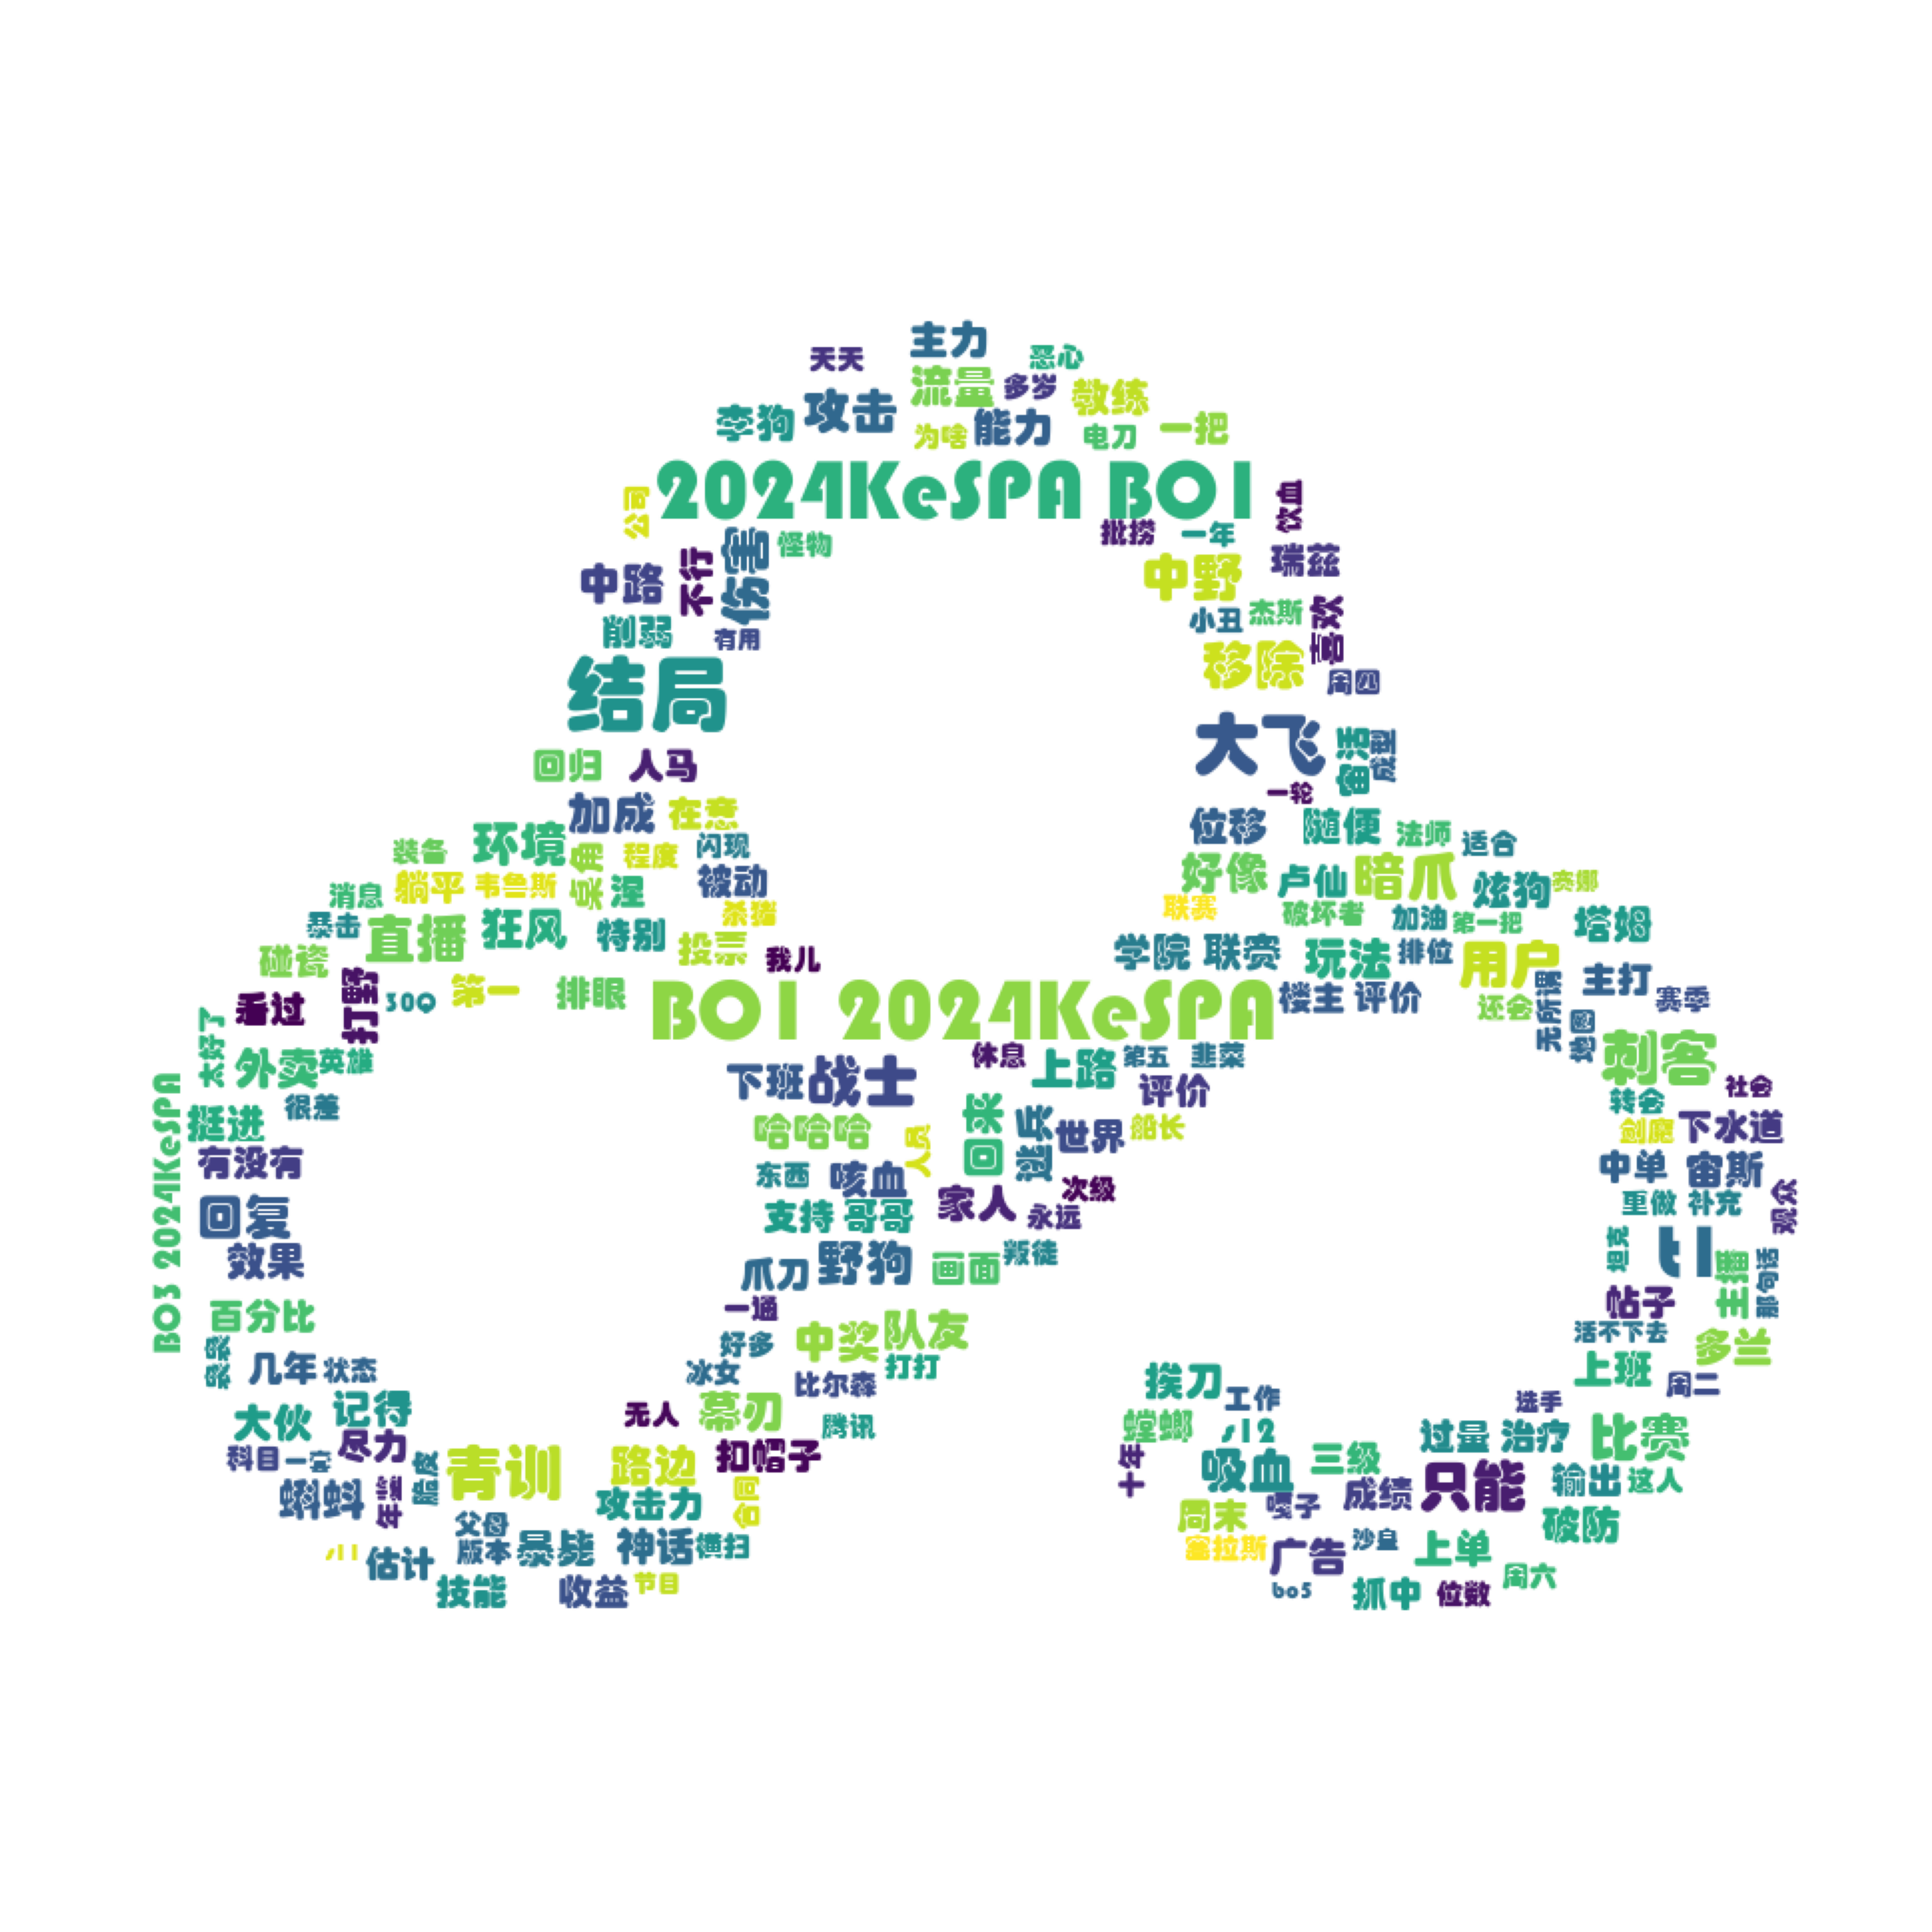 主力
天天
恶心
流量
多岁
教练
攻击
李狗
为啥
能力
电刀
一把
2024KeSPA BO1
公司
饮血
批捞
一年
伤害
怪物
不行
中路
中野
瑞兹
削弱
有用
小丑
杰斯
喜欢
移除
周四
结局
大飞
宙活
成型
回归
人马
一轮
加成
在意
位移
随便
法师
适合
装备
环境
吴角
程度
闪现
好像
卢仙
暗爪
炫狗
奕娜
消息
躺平
韦鲁斯
涅
被动
联赛
破坏者
加油
第一把
塔姆
暴击
直播
狂风
特别
杀猪
投票
学院
联赛
玩法
排位
用户
碰瓷
我儿
主打
打野
看过
30Q
第一
排眼
BO1 2024KeSPA
楼主
评价
还会
无所谓
赛季
地图
太好了
外卖
英雄
下班
战士
休息
上路
第五
韭菜
刺客
BO3 2024KeSPA
很差
评价
社会
挺进
哈哈哈
回来
逃兵
世界
船长
转会
剑魔
下水道
有没有
人员
东西
咳血
中单
宙斯
回复
支持
哥哥
家人
次级
永远
重做
补充
观众
效果
爪刀
野狗
画面
叛徒
坦克
t1
主播
那句话
百分比
一通
帖子
好多
中奖
队友
活不下去
多兰
几年
状态
冰女
比尔森
打打
挨刀
工作
上班
周二
大伙
记得
无人
幕刃
腾讯
螳螂
s12
选手
比赛
科目
一套
尽力
青训
路边
扣帽子
十年
吸血
三级
过量
治疗
蝌蚪
年鉴
脆皮
攻击力
合同
周末
嘎子
成绩
只能
输出
这人
父母
版本
暴毙
神话
横扫
塞拉斯
广告
沙皇
上单
破防
s11
估计
技能
收益
节目
bo5
抓中
位数
周六